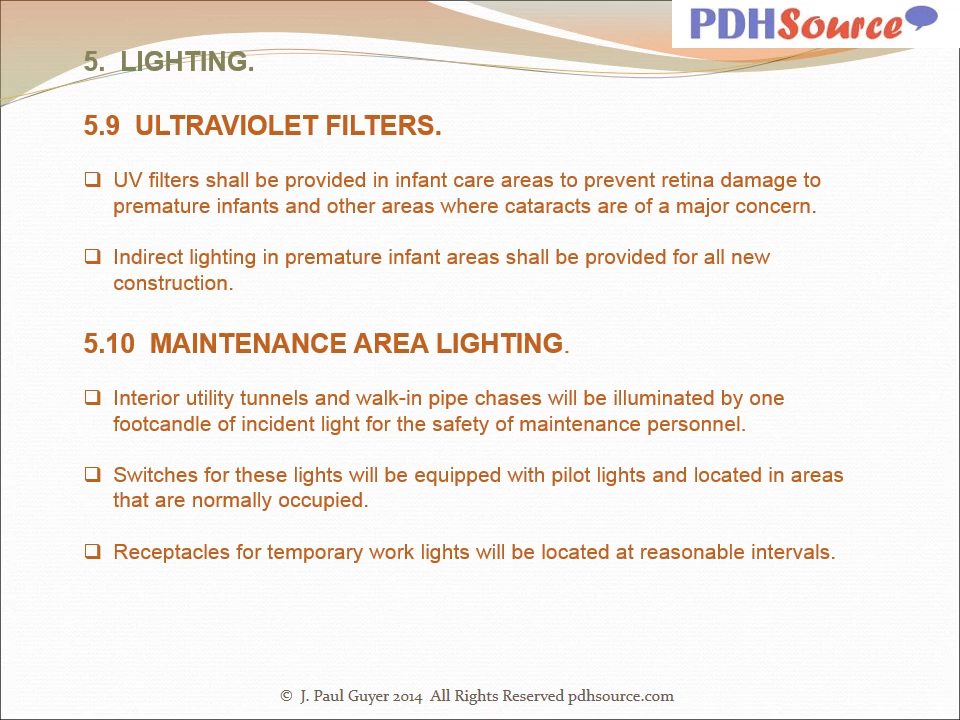 PDHSource
5.  LIGHTING.
5.9  ULTRAVIOLET FILTERS.
❑ UV filters shall be provided in infant care areas to prevent retina damage to
premature infants and other areas where cataracts are of a major concern.
❑ Indirect lighting in premature infant areas shall be provided for all new
construction.
5.10  MAINTENANCE AREA LIGHTING.
❑ Interior utility tunnels and walk-in pipe chases will be illuminated by one
footcandle of incident light for the safety of maintenance personnel.
❑ Switches for these lights will be equipped with pilot lights and located in areas
that are normally occupied.
❑ Receptacles for temporary work lights will be located at reasonable intervals.
© J. Paul Guyer 2014  All Rights Reserved pdhsource.com